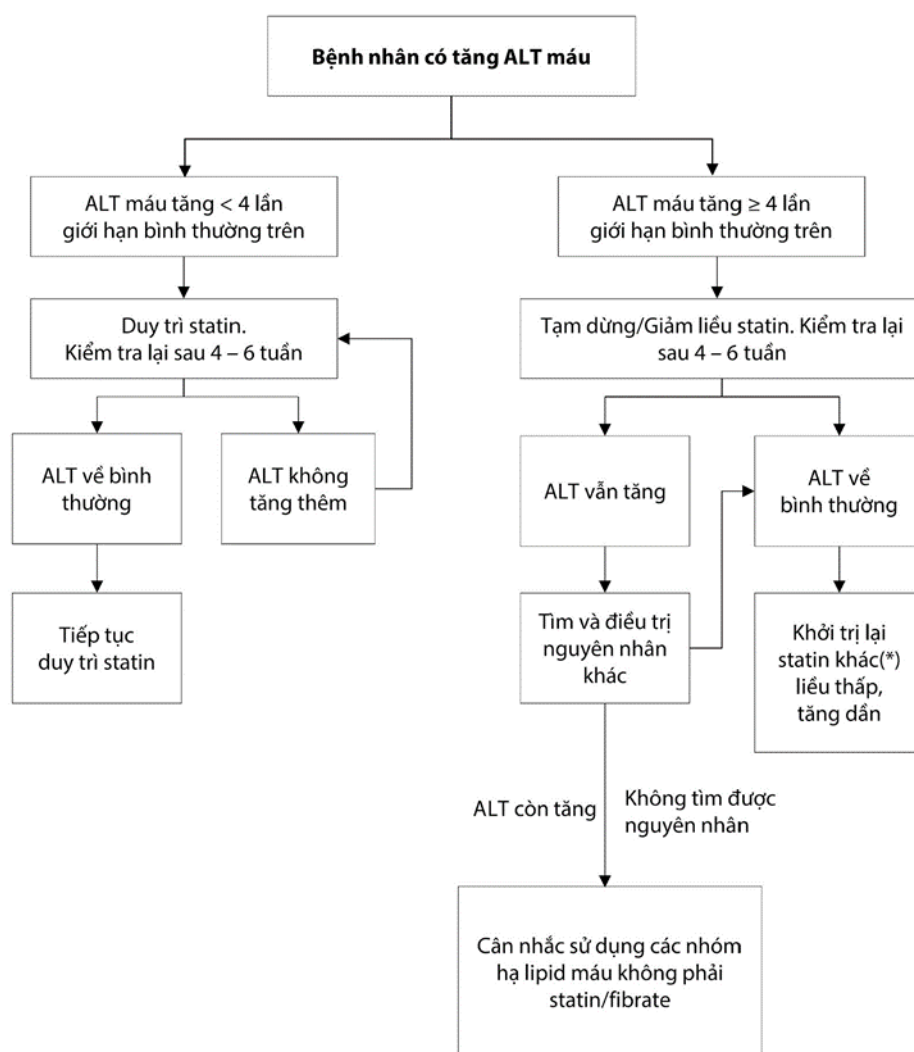 Bệnh nhân có tăng ALT máu
ALT máu tăng < 4 lần
giới hạn bình thường trên
ALT máu tăng ≥ 4 lần
giới hạn bình thường trên
Duy trì statin.
Kiểm tra lại sau 4 – 6 tuần
Tạm dừng/Giảm liều statin. Kiểm tra lại
sau 4 – 6 tuần
ALT về bình
thường
ALT không
tăng thêm
ALT vẫn tăng
ALT về
bình thường
Tiếp tục
duy trì statin
Tìm và điều trị
nguyên nhân
khác
Khởi trị lại
statin khác(*)
liều thấp,
tăng dần
ALT còn tăng
Không tìm được
nguyên nhân
Cân nhắc sử dụng các nhóm
hạ lipid máu không phải
statin/fibrate